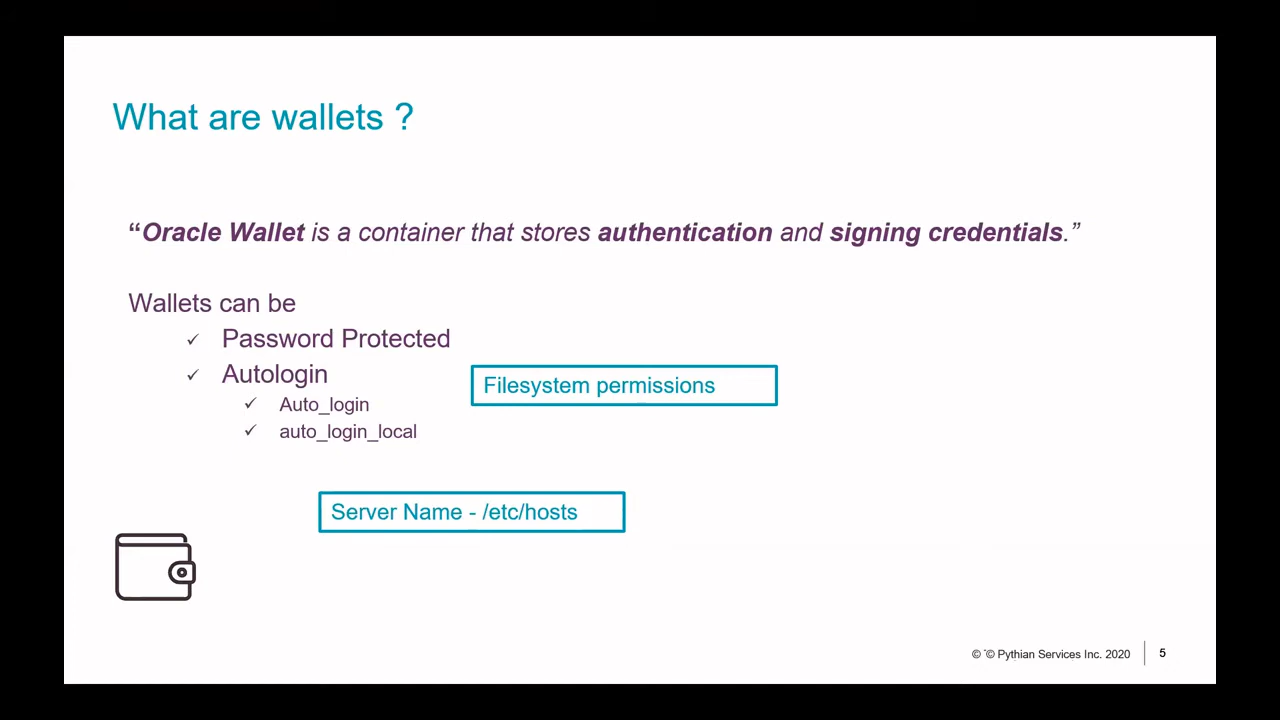 What are wallets ?
“Oracle Wallet is a container that stores authentication and signing credentials.”
Wallets can be
✓ Password Protected
✓ Autologin
Filesystem permissions
✓ Auto_login
✓ auto_login_local
Server Name - /etc/hosts
© ˜© Pythian Services Inc. 2020 | 5